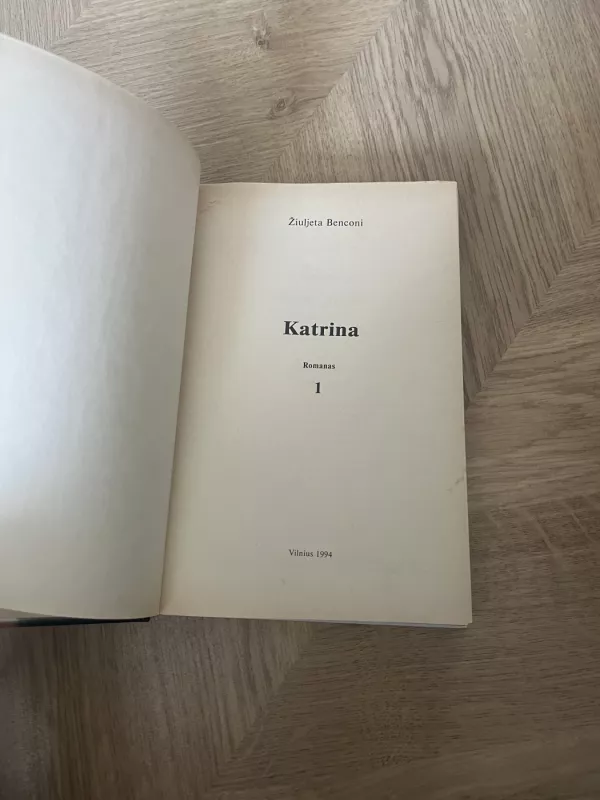 Žiuljeta Benconi
Katrina
Romanas
1
Vilnius 1994